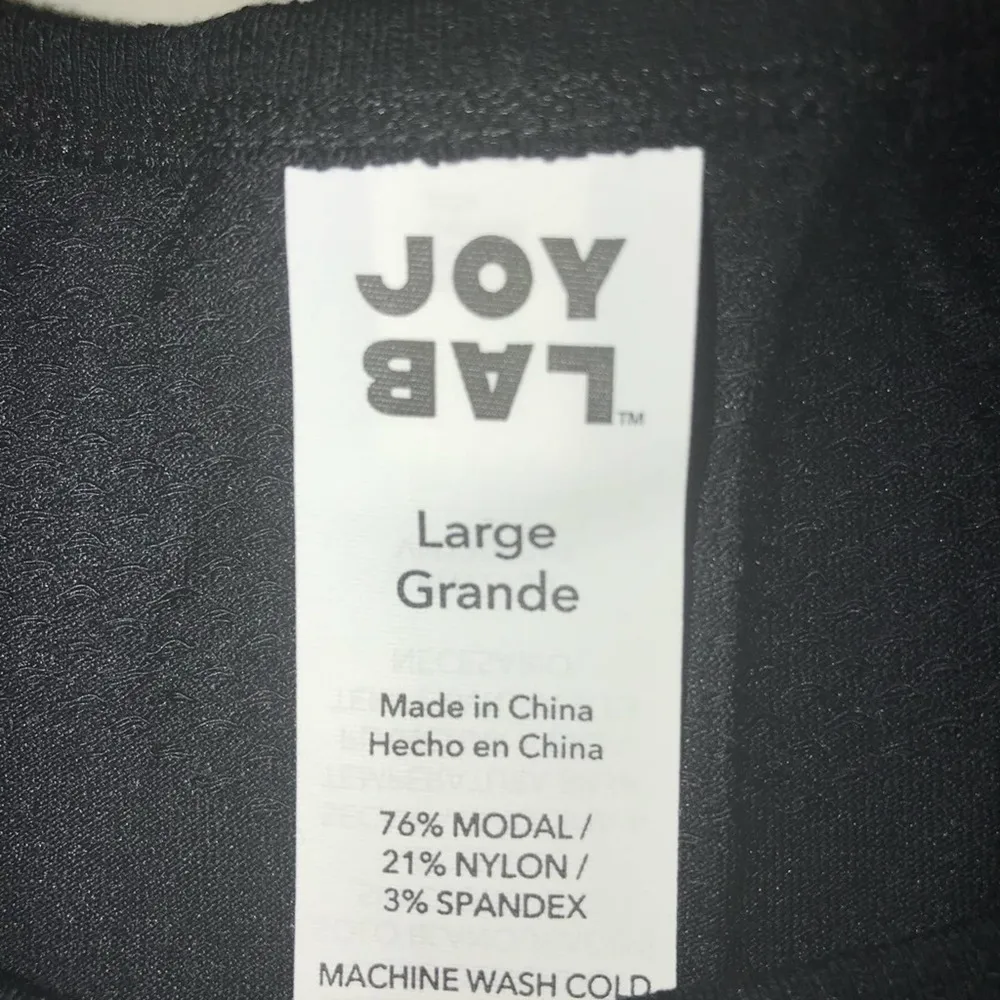 JOY
LAB
TM
Large
Grande
Made in China
Hecho en China
76% MODAL /
21% NYLON /
3% SPANDEX
MACHINE WASH COLD